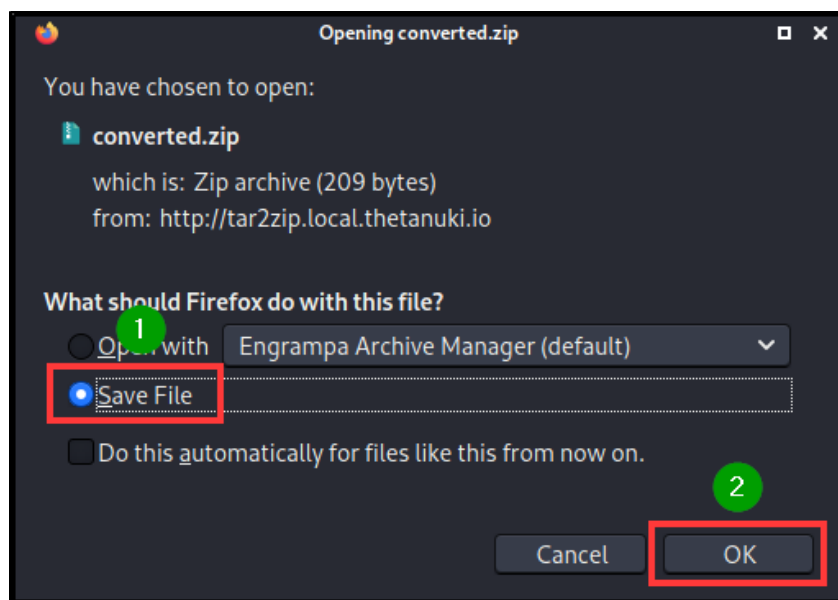 Opening converted.zip
You have chosen to open:
converted.zip
which is: Zip archive (209 bytes)
from: http://tar2zip.local.thetanuki.io
What should Firefox do with this file?
1
Open with Engrampa Archive Manager (default)
Save File
Do this automatically for files like this from now on.
2
Cancel OK